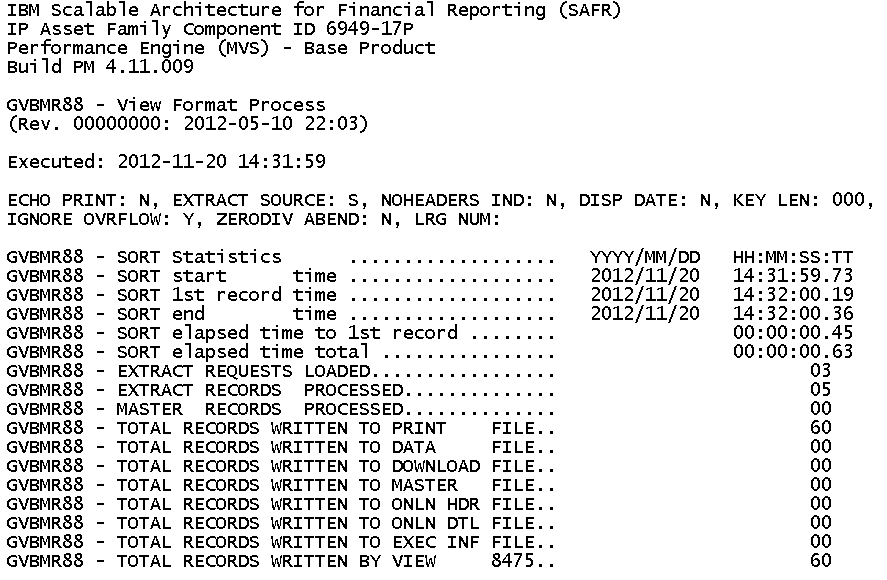 IBM Scalable Architecture for Financial Reporting (SAFR)
IP Asset Family Component ID 6949-17P
Performance Engine (MVS) - Base Product
Build PM 4.11.009
GVBMR88 - View Format Process
(Rev. 00000000: 2012-05-10 22:03)
Executed: 2012-11-20 14:31:59
ECHO PRINT: N, EXTRACT SOURCE: S, NOHEADERS IND: N, DISP DATE: N, KEY LEN: 000,
IGNORE OVRFLOW: Y, ZERODIV ABEND: N, LRG NUM:
GVBMR88 - SORT Statistics ................... YYYY/MM/DD HH:MM:SS:TT
GVBMR88 - SORT start time ................... 2012/11/20 14:31:59.73
GVBMR88 - SORT 1st record time ................... 2012/11/20 14:32:00.19
GVBMR88 - SORT end time ................... 2012/11/20 14:32:00.36
GVBMR88 - SORT elapsed time to 1st record ........ 00:00:00.45
GVBMR88 - SORT elapsed time total ................ 00:00:00.63
GVBMR88 - EXTRACT REQUESTS LOADED................. 03
GVBMR88 - EXTRACT RECORDS PROCESSED.............. 05
GVBMR88 - MASTER RECORDS PROCESSED.............. 00
GVBMR88 - TOTAL RECORDS WRITTEN TO PRINT FILE.. 60
GVBMR88 - TOTAL RECORDS WRITTEN TO DATA FILE.. 00
GVBMR88 - TOTAL RECORDS WRITTEN TO DOWNLOAD FILE.. 00
GVBMR88 - TOTAL RECORDS WRITTEN TO MASTER FILE.. 00
GVBMR88 - TOTAL RECORDS WRITTEN TO ONLN HDR FILE.. 00
GVBMR88 - TOTAL RECORDS WRITTEN TO ONLN DTL FILE.. 00
GVBMR88 - TOTAL RECORDS WRITTEN TO EXEC INF FILE.. 00
GVBMR88 - TOTAL RECORDS WRITTEN BY VIEW 8475.. 60